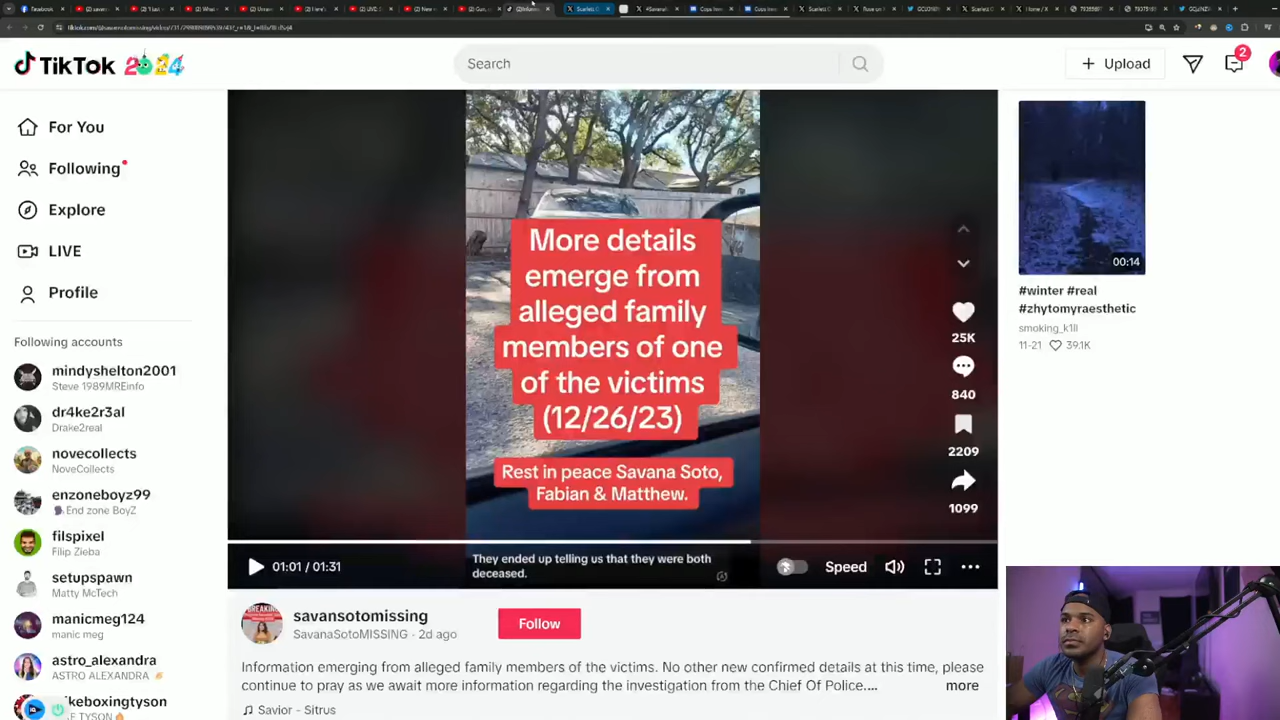 TikTok 2024
Search
Upload
2
For You
Following
Explore
LIVE
Profile
Following accounts
mindyshelton2001
Steve 1989MREinfo
dr4ke2r3al
Drake2real
novecollects
NoveCollects
enzoneboyz99
End zone BoyZ
filspixel
Filip Zieba
setupspawn
Matty McTech
manicmeg124
manic meg
astro_alexandra
ASTRO ALEXANDRA
More details
emerge from
alleged family
members of one
of the victims
(12/26/23)
Rest in peace Savana Soto,
Fabian & Matthew.
They ended up telling us that they were both
deceased.
01:01 / 01:31
Speed
25K
840
2209
1099
savansotomissing
SavanaSotoMISSING · 2d ago
Follow
Information emerging from alleged family members of the victims. No other new confirmed details at this time, please
continue to pray as we await more information regarding the investigation from the Chief Of Police....
more
Savior - Sitrus
00:14
#winter #real
#zhytomyraesthetic
smoking_k1ll
11-21 39.1K